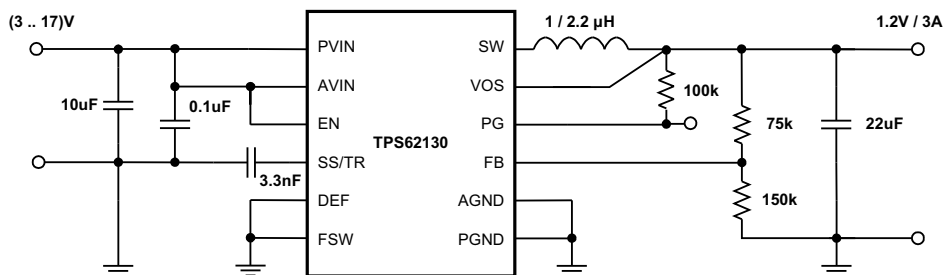 (3 .. 17)V
1 / 2.2 µH
1.2V / 3A
PVIN
SW
AVIN
VOS
10uF
0.1uF
100k
EN
PG
TPS62130
75k
22uF
SS/TR
FB
3.3nF
DEF
AGND
150k
FSW
PGND